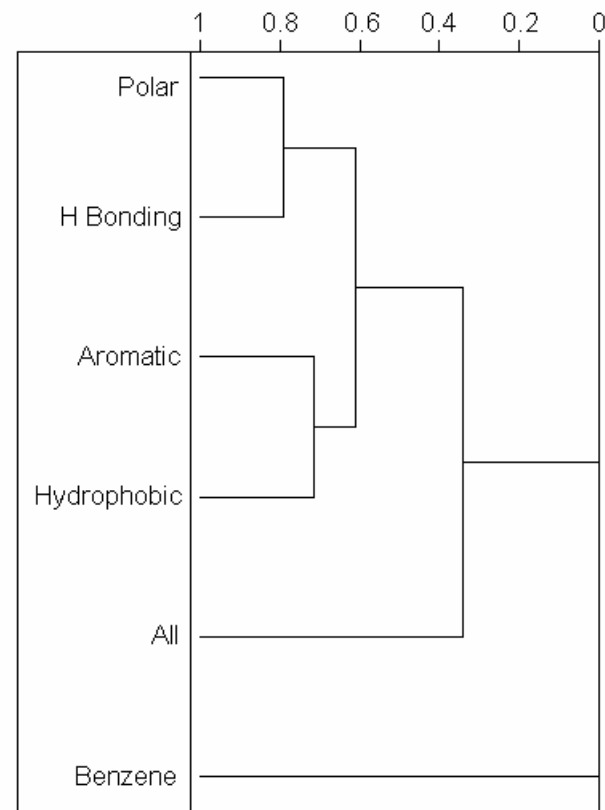 1 0.8 0.6 0.4 0.2 0
Polar
H Bonding
Aromatic
Hydrophobic
All
Benzene